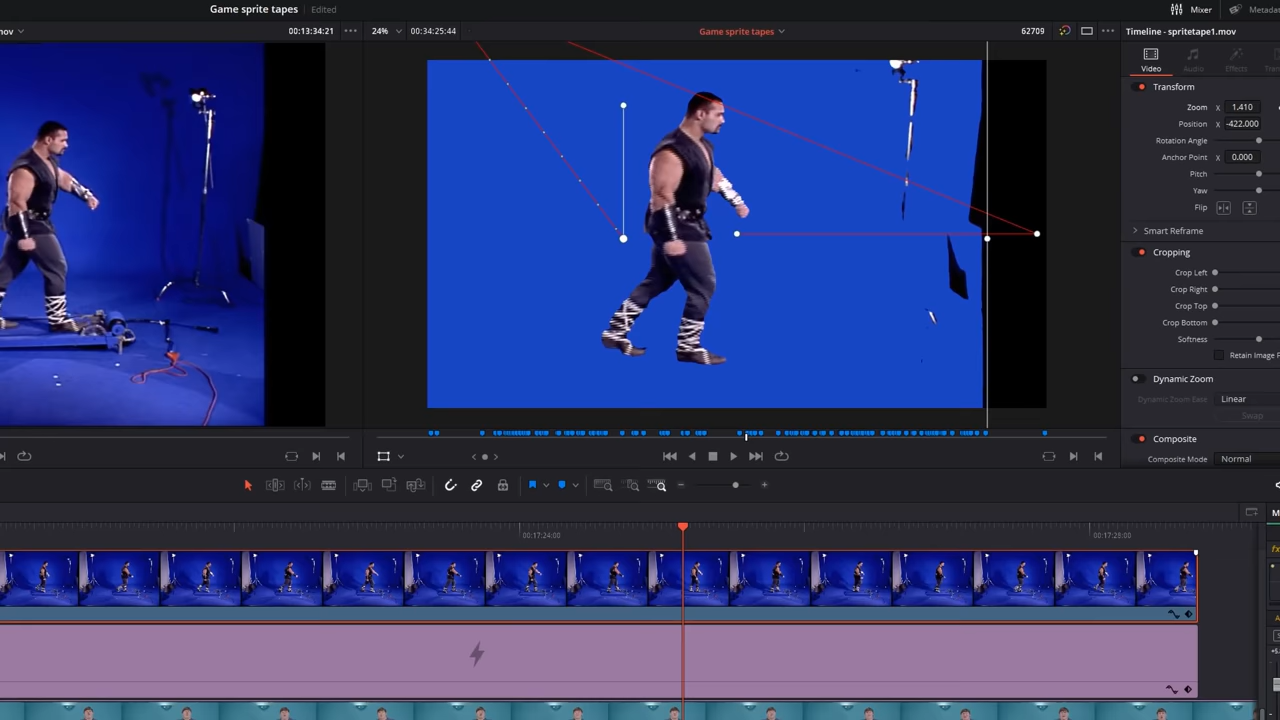 Game sprite tapes Edited
Mixer
Metadat
nov
00:13:34:21
24%
00:34:25:44
Game sprite tapes
62709
Timeline - spritetape1.mov
Video
Audio
Effects
Tran
Transform
Zoom X 1.410
Position X -422.000
Rotation Angle
Anchor Point X 0.000
Pitch
Yaw
Flip
Smart Reframe
Cropping
Crop Left
Crop Right
Crop Top
Crop Bottom
Softness
Retain Image P
Dynamic Zoom
Dynamic Zoom Ease Linear
Swap
Composite
Composite Mode Normal
00:17:24:00
00:17:28:00